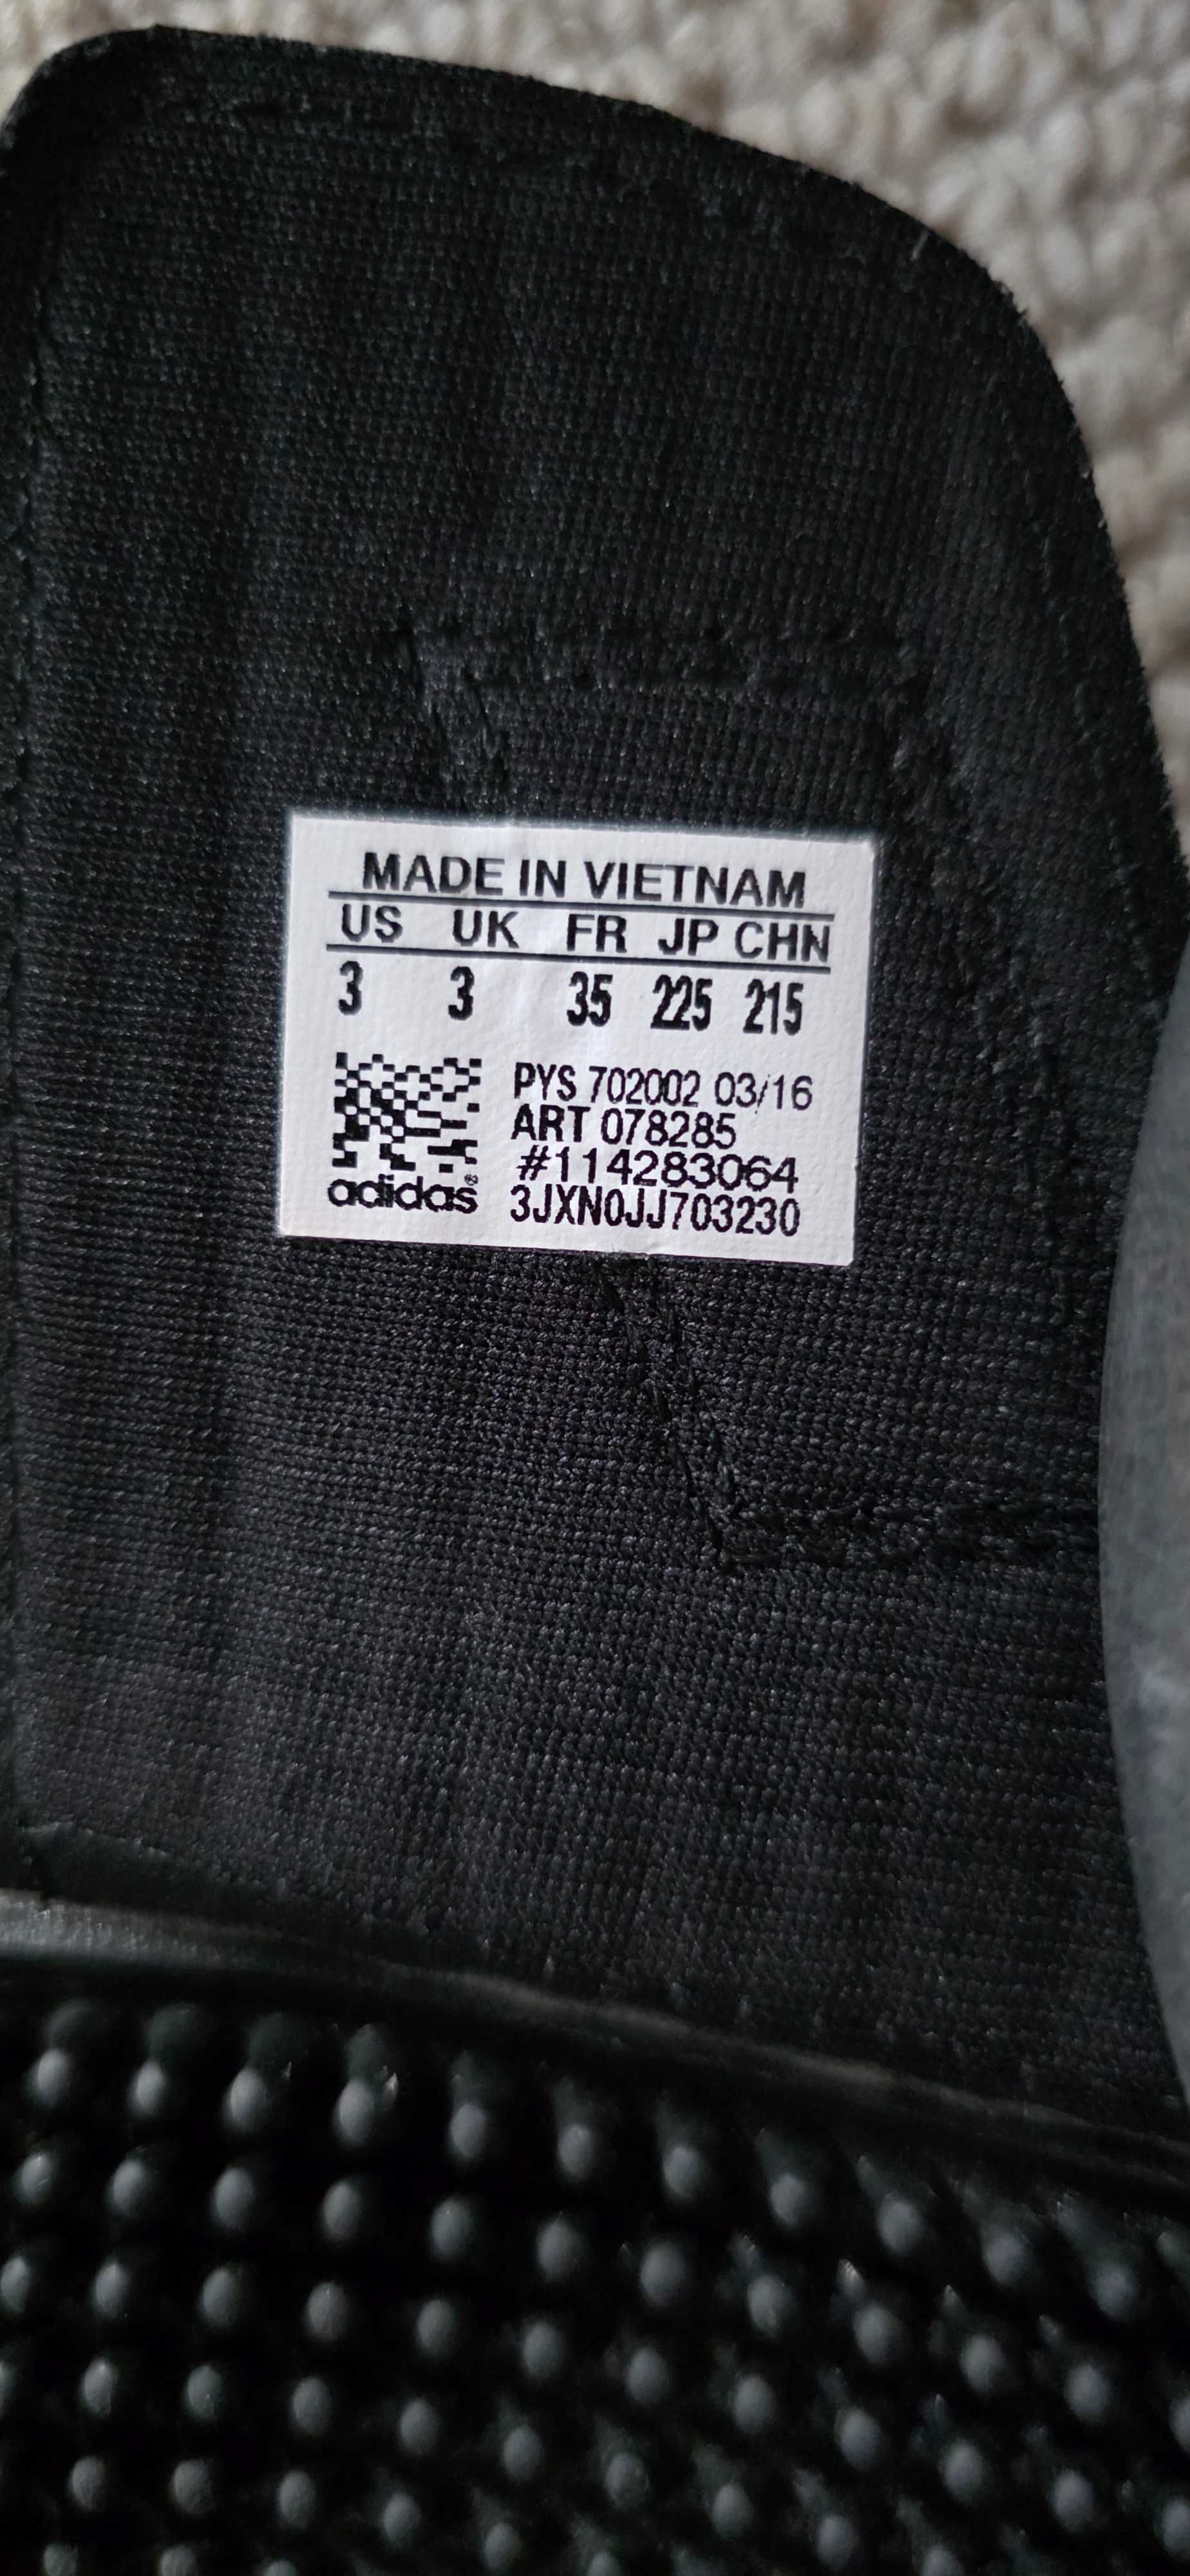 MADE IN VIETNAM
US UK FR JP CHN
3 3 35 225 215
PYS 702002 03/16
ART 078285
#114283064
adidas®
3JXN0JJ703230